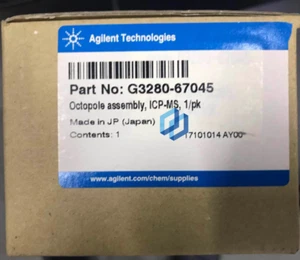 Agilent Technologies
Part No: G3280-67045
Octopole assembly, ICP-MS, 1/pk
Made in JP (Japan)
Contents: 1
17101014 AY00
www.agilent.com/chem/supplies